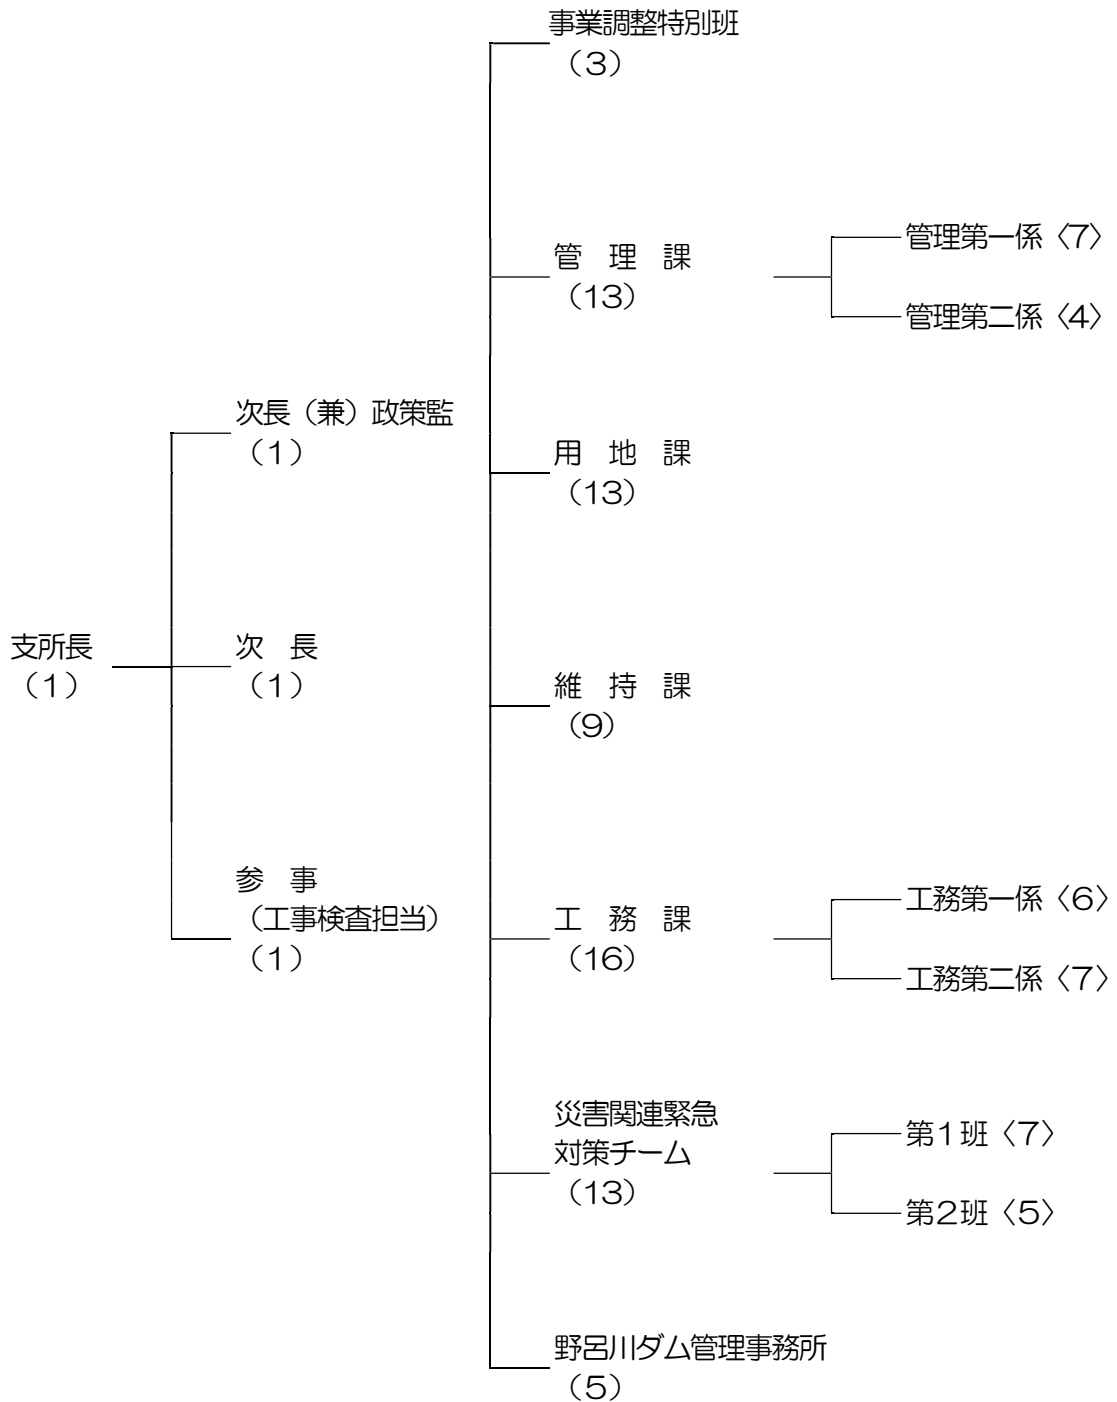 支所長
（1）
次長（兼）政策監
（1）
次　長
（1）
参　事
（工事検査担当）
（1）
事業調整特別班
（3）
管　理　課
（13）
管理第一係〈7〉
管理第二係〈4〉
用　地　課
（13）
維　持　課
（9）
工　務　課
（16）
工務第一係〈6〉
工務第二係〈7〉
災害関連緊急
対策チーム
（13）
第1班〈7〉
第2班〈5〉
野呂川ダム管理事務所
（5）